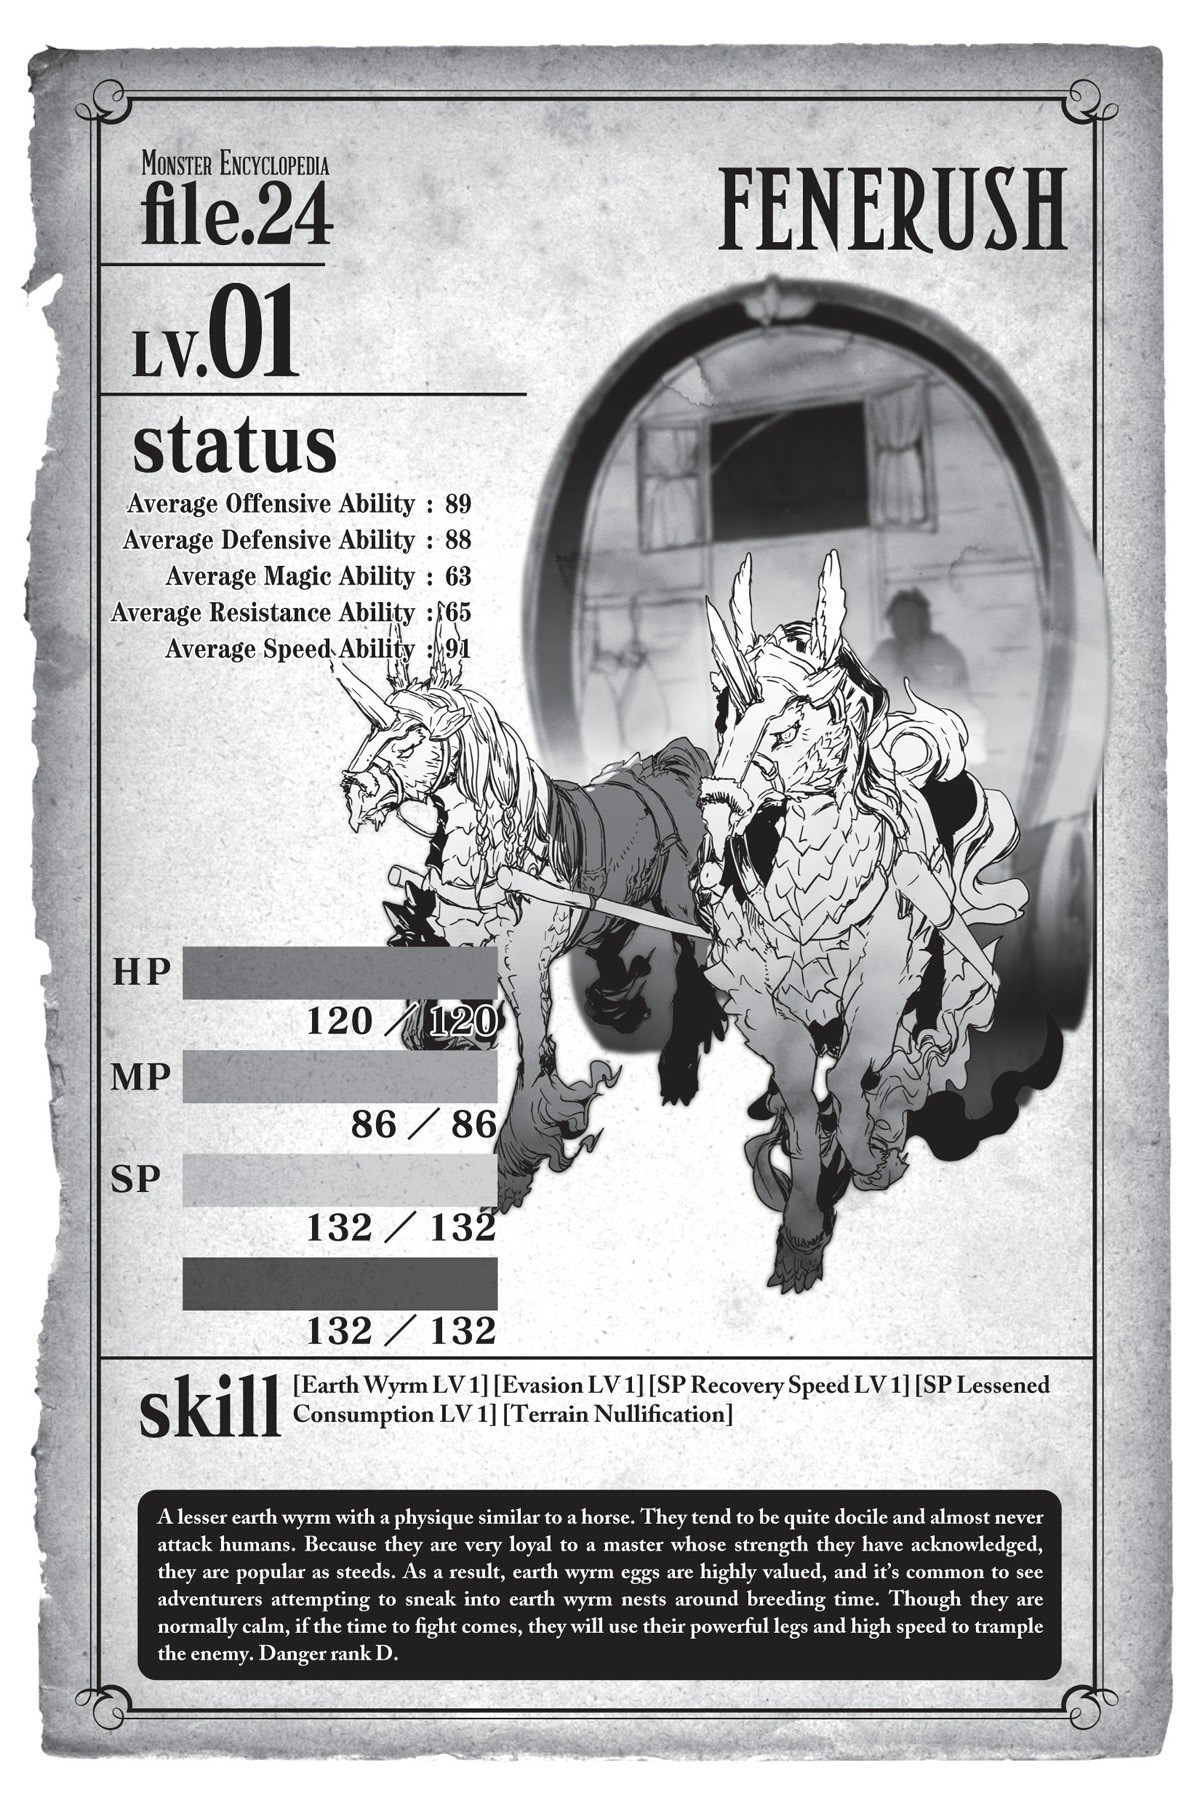 MONSTER ENCYCLOPEDIA
file.24
FENERUSH
LV.01
status
Average Offensive Ability : 89
Average Defensive Ability : 88
Average Magic Ability : 63
Average Resistance Ability : 65
Average Speed Ability : 91
HP
120 / 120
MP
86 / 86
SP
132 / 132
132 / 132
skill
[Earth Wyrm LV 1] [Evasion LV 1] [SP Recovery Speed LV 1] [SP Lessened
Consumption LV 1] [Terrain Nullification]
A lesser earth wyrm with a physique similar to a horse. They tend to be quite docile and almost never
attack humans. Because they are very loyal to a master whose strength they have acknowledged,
they are popular as steeds. As a result, earth wyrm eggs are highly valued, and it's common to see
adventurers attempting to sneak into earth wyrm nests around breeding time. Though they are
normally calm, if the time to fight comes, they will use their powerful legs and high speed to trample
the enemy. Danger rank D.